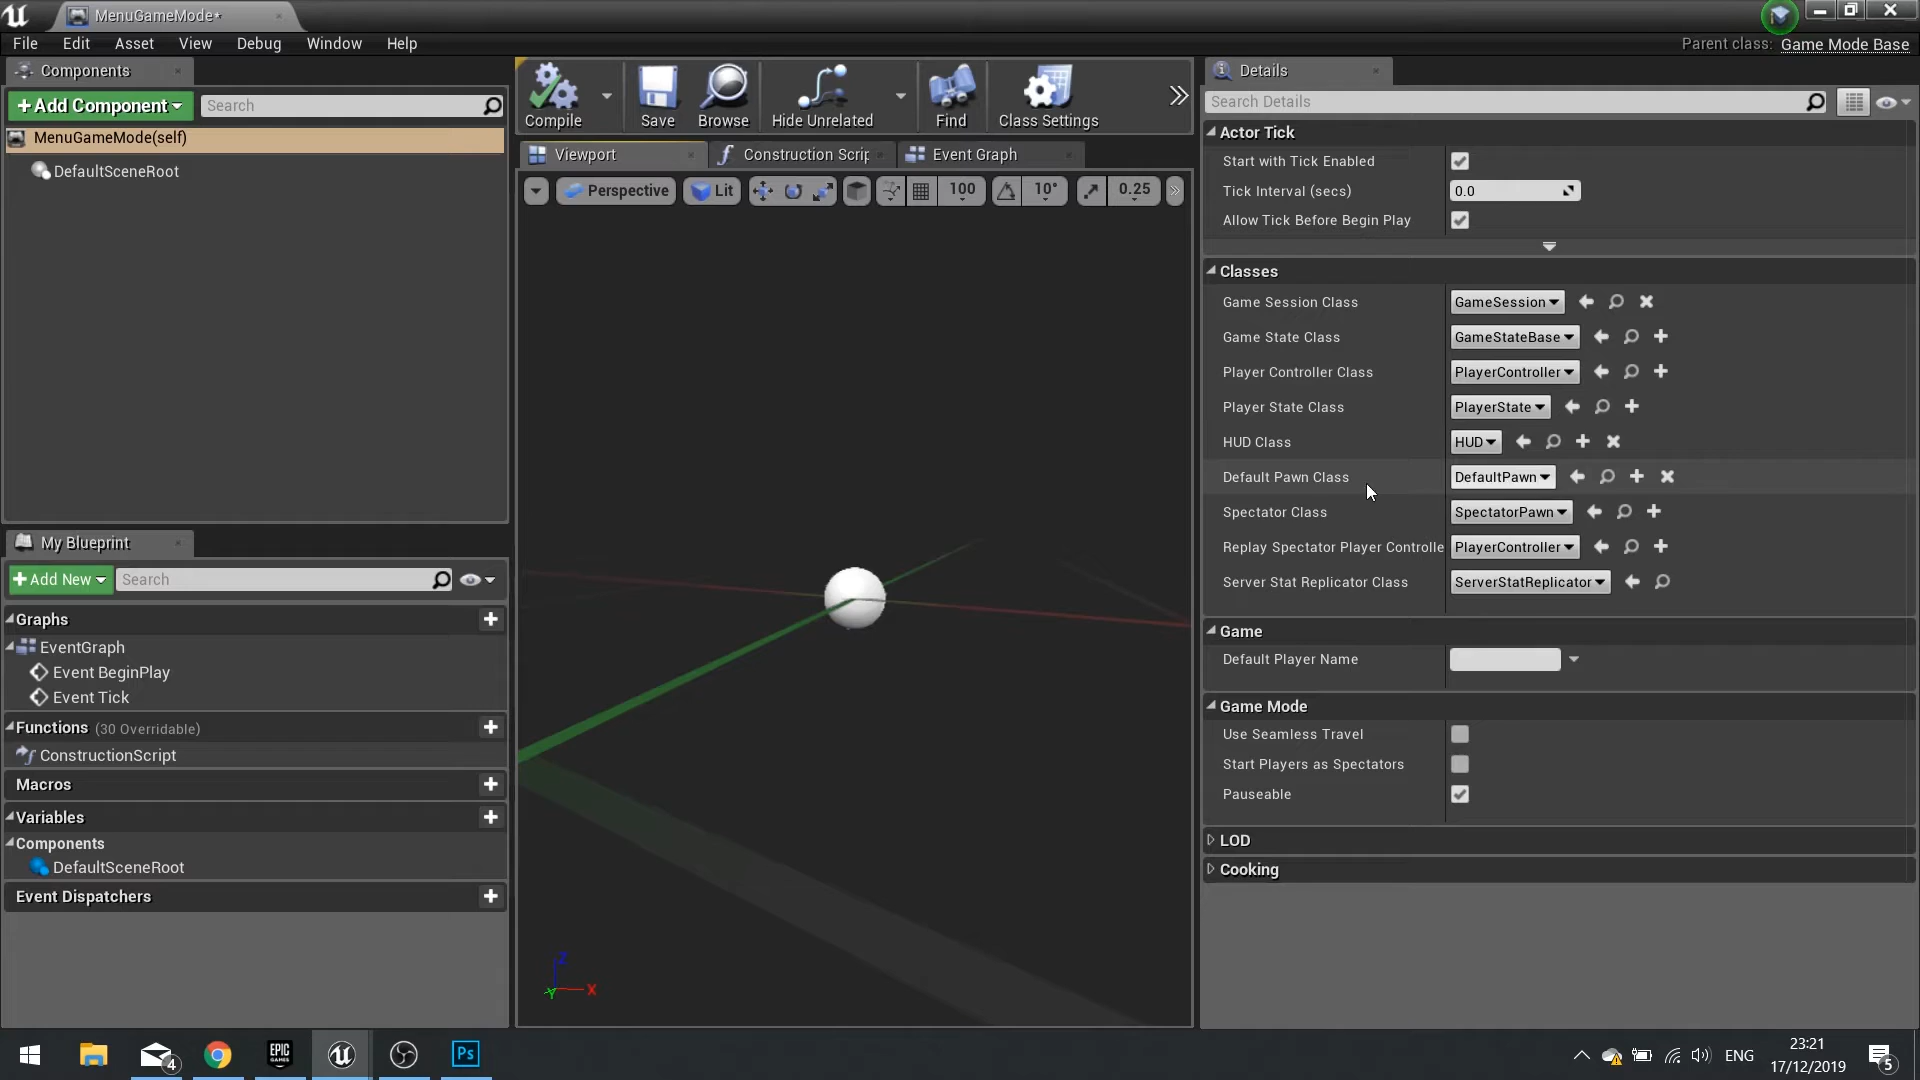 MenuGameMode*
File Edit Asset View Debug Window Help
Parent class: Game Mode Base
Components
+Add Component
Search
MenuGameMode(self)
DefaultSceneRoot
Compile
Save
Browse
Hide Unrelated
Find
Class Settings
Viewport
Construction Scrip
Event Graph
Perspective
Lit
100
10°
0.25
Details
Search Details
Actor Tick
Start with Tick Enabled
Tick Interval (secs) 0.0
Allow Tick Before Begin Play
Classes
Game Session Class GameSession
Game State Class GameStateBase
Player Controller Class PlayerController
Player State Class PlayerState
HUD Class HUD
Default Pawn Class DefaultPawn
Spectator Class SpectatorPawn
Replay Spectator Player Controlle PlayerController
Server Stat Replicator Class ServerStatReplicator
Game
Default Player Name
Game Mode
Use Seamless Travel
Start Players as Spectators
Pauseable
LOD
Cooking
My Blueprint
+Add New
Search
Graphs
EventGraph
Event BeginPlay
Event Tick
Functions (30 Overridable)
ConstructionScript
Macros
Variables
Components
DefaultSceneRoot
Event Dispatchers
Z
X
Y
4
EPIC
GAMES
Ps
ENG
23:21
17/12/2019
5